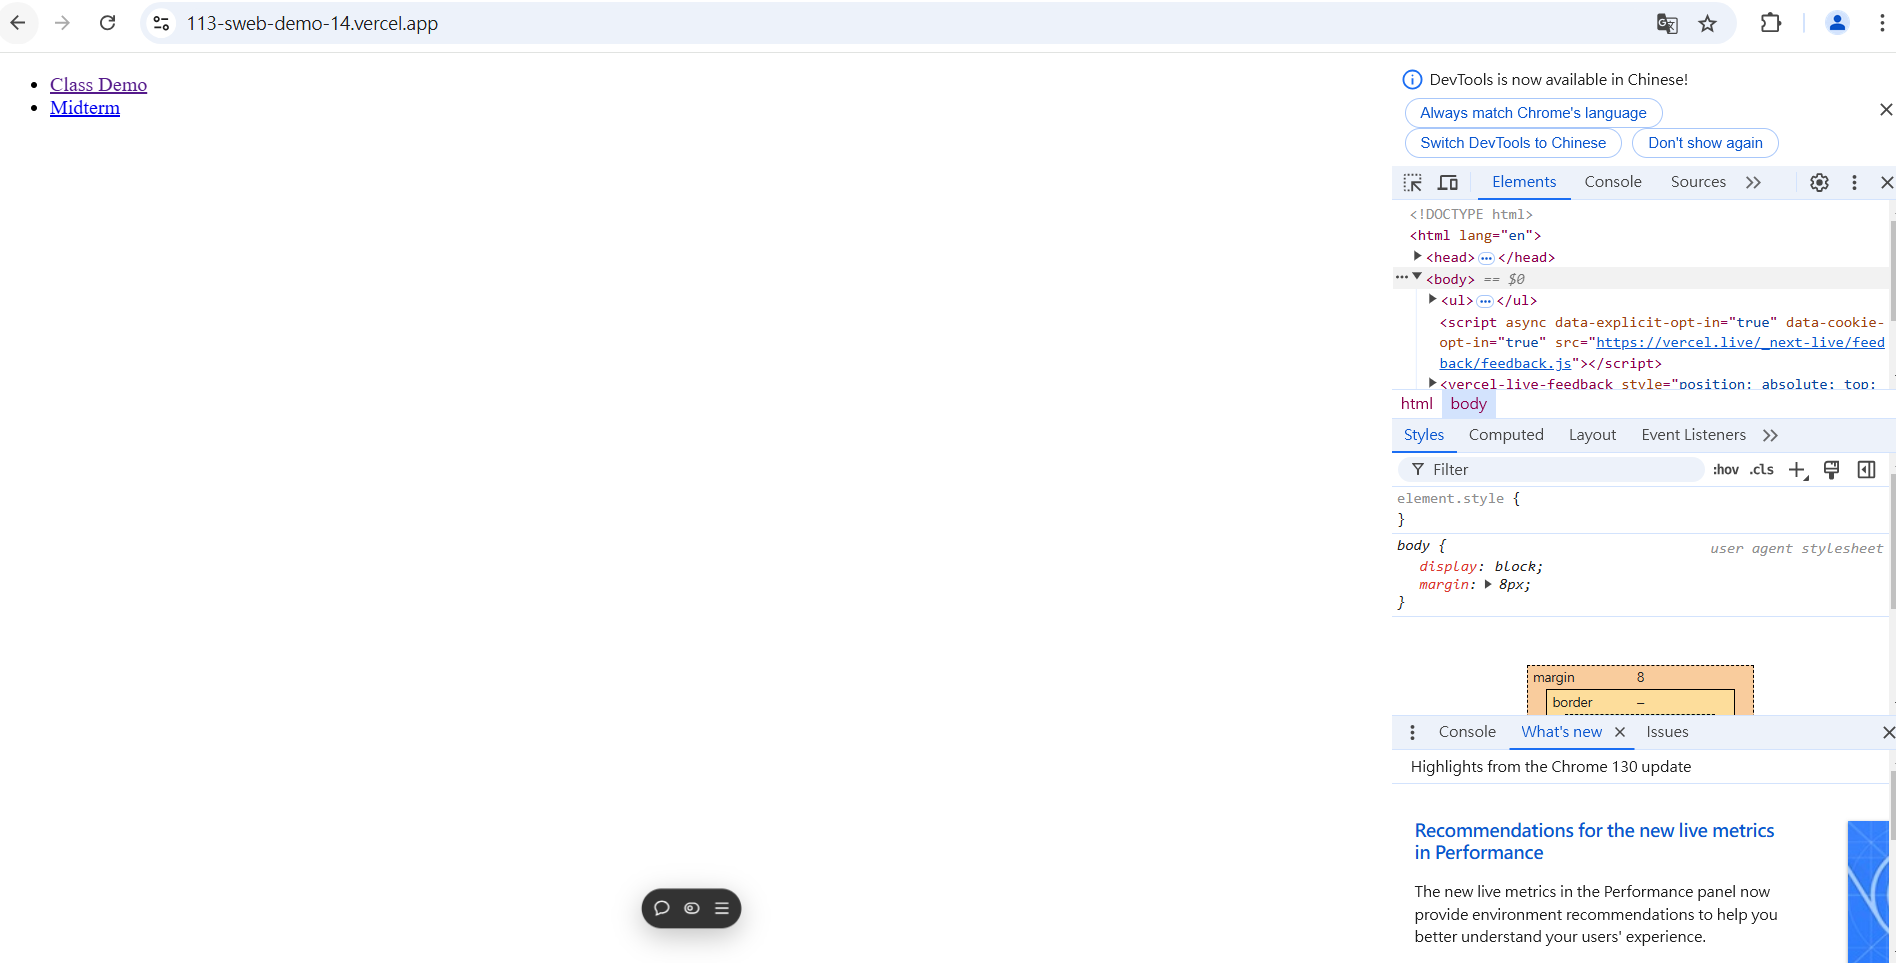 113-sweb-demo-14.vercel.app
Class Demo
Midterm
DevTools is now available in Chinese!
Always match Chrome's language
Switch DevTools to Chinese
Don't show again
Elements
Console
Sources
<!DOCTYPE html>
<html lang="en">
<head> ••• </head>
••• <body> == $0
<ul> ••• </ul>
<script async data-explicit-opt-in="true" data-cookie-
opt-in="true" src="https://vercel.live/_next-live/feed
back/feedback.js"></script>
<vercel-live-feedback style="position: absolute; top:
html body
Styles Computed Layout Event Listeners
Filter
:hov .cls
element.style {
}
body {
user agent stylesheet
display: block;
margin: 8px;
}
margin 8
border –
Console What's new Issues
Highlights from the Chrome 130 update
Recommendations for the new live metrics
in Performance
The new live metrics in the Performance panel now
provide environment recommendations to help you
better understand your users' experience.